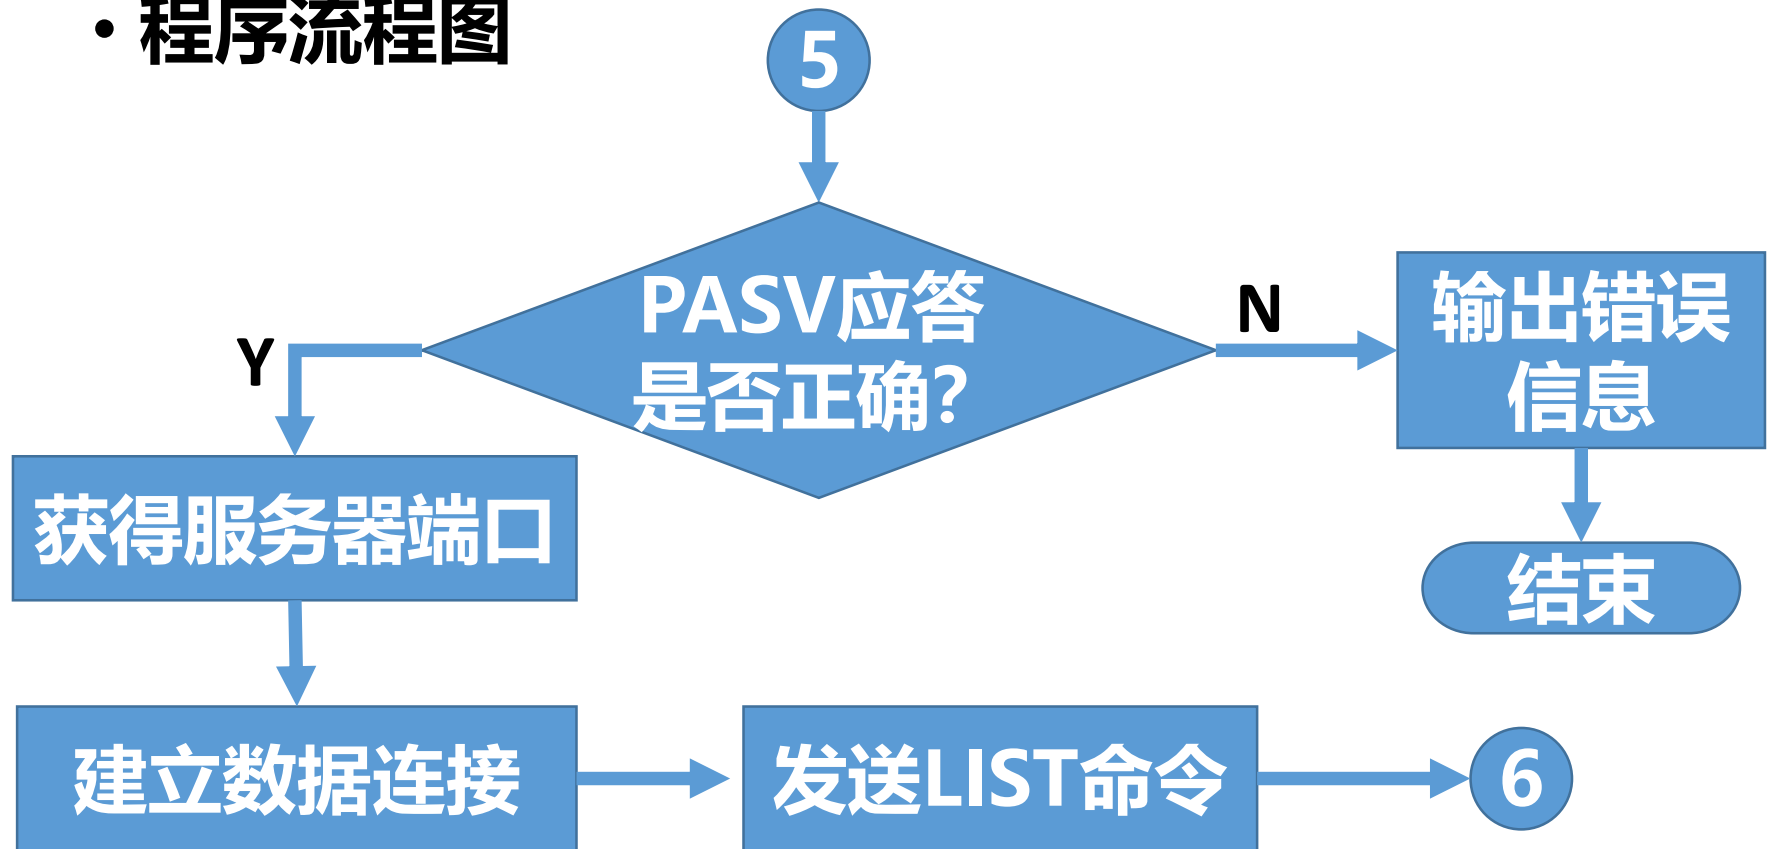 • 程序流程图
5
PASV应答
是否正确?
Y
N
输出错误
信息
获得服务器端口
结束
建立数据连接
发送LIST命令
6